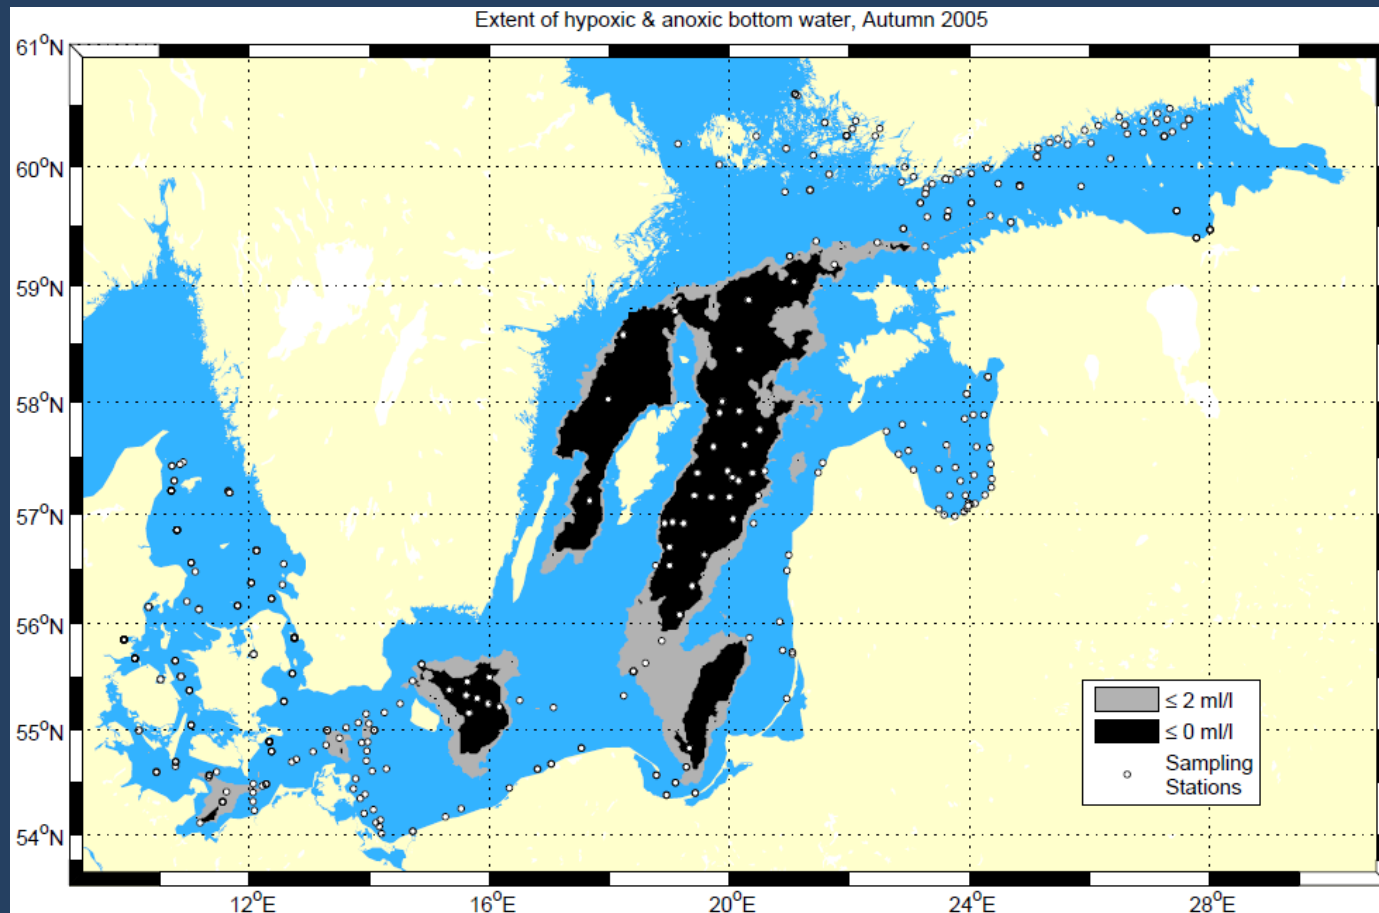 Extent of hypoxic & anoxic bottom water, Autumn 2005
61°N
60°N
59°N
58°N
57°N
56°N
55°N
54°N
≤ 2 ml/l
≤ 0 ml/l
Sampling
Stations
12°E
16°E
20°E
24°E
28°E